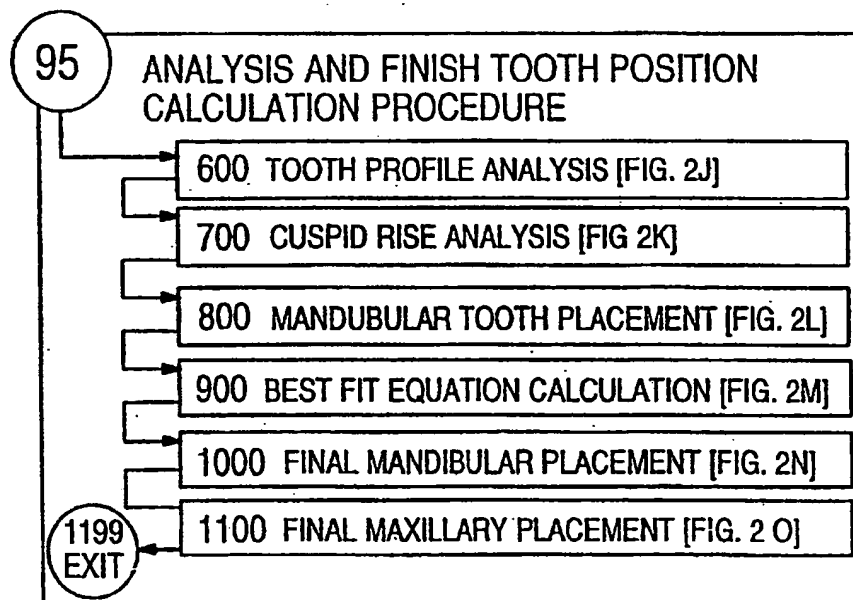 95
ANALYSIS AND FINISH TOOTH POSITION
CALCULATION PROCEDURE
600 TOOTH PROFILE ANALYSIS [FIG. 2J]
700 CUSPID RISE ANALYSIS [FIG 2K]
800 MANDUBULAR TOOTH PLACEMENT [FIG. 2L]
900 BEST FIT EQUATION CALCULATION [FIG. 2M]
1000 FINAL MANDIBULAR PLACEMENT [FIG. 2N]
1100 FINAL MAXILLARY PLACEMENT [FIG. 2 O]
1199
EXIT